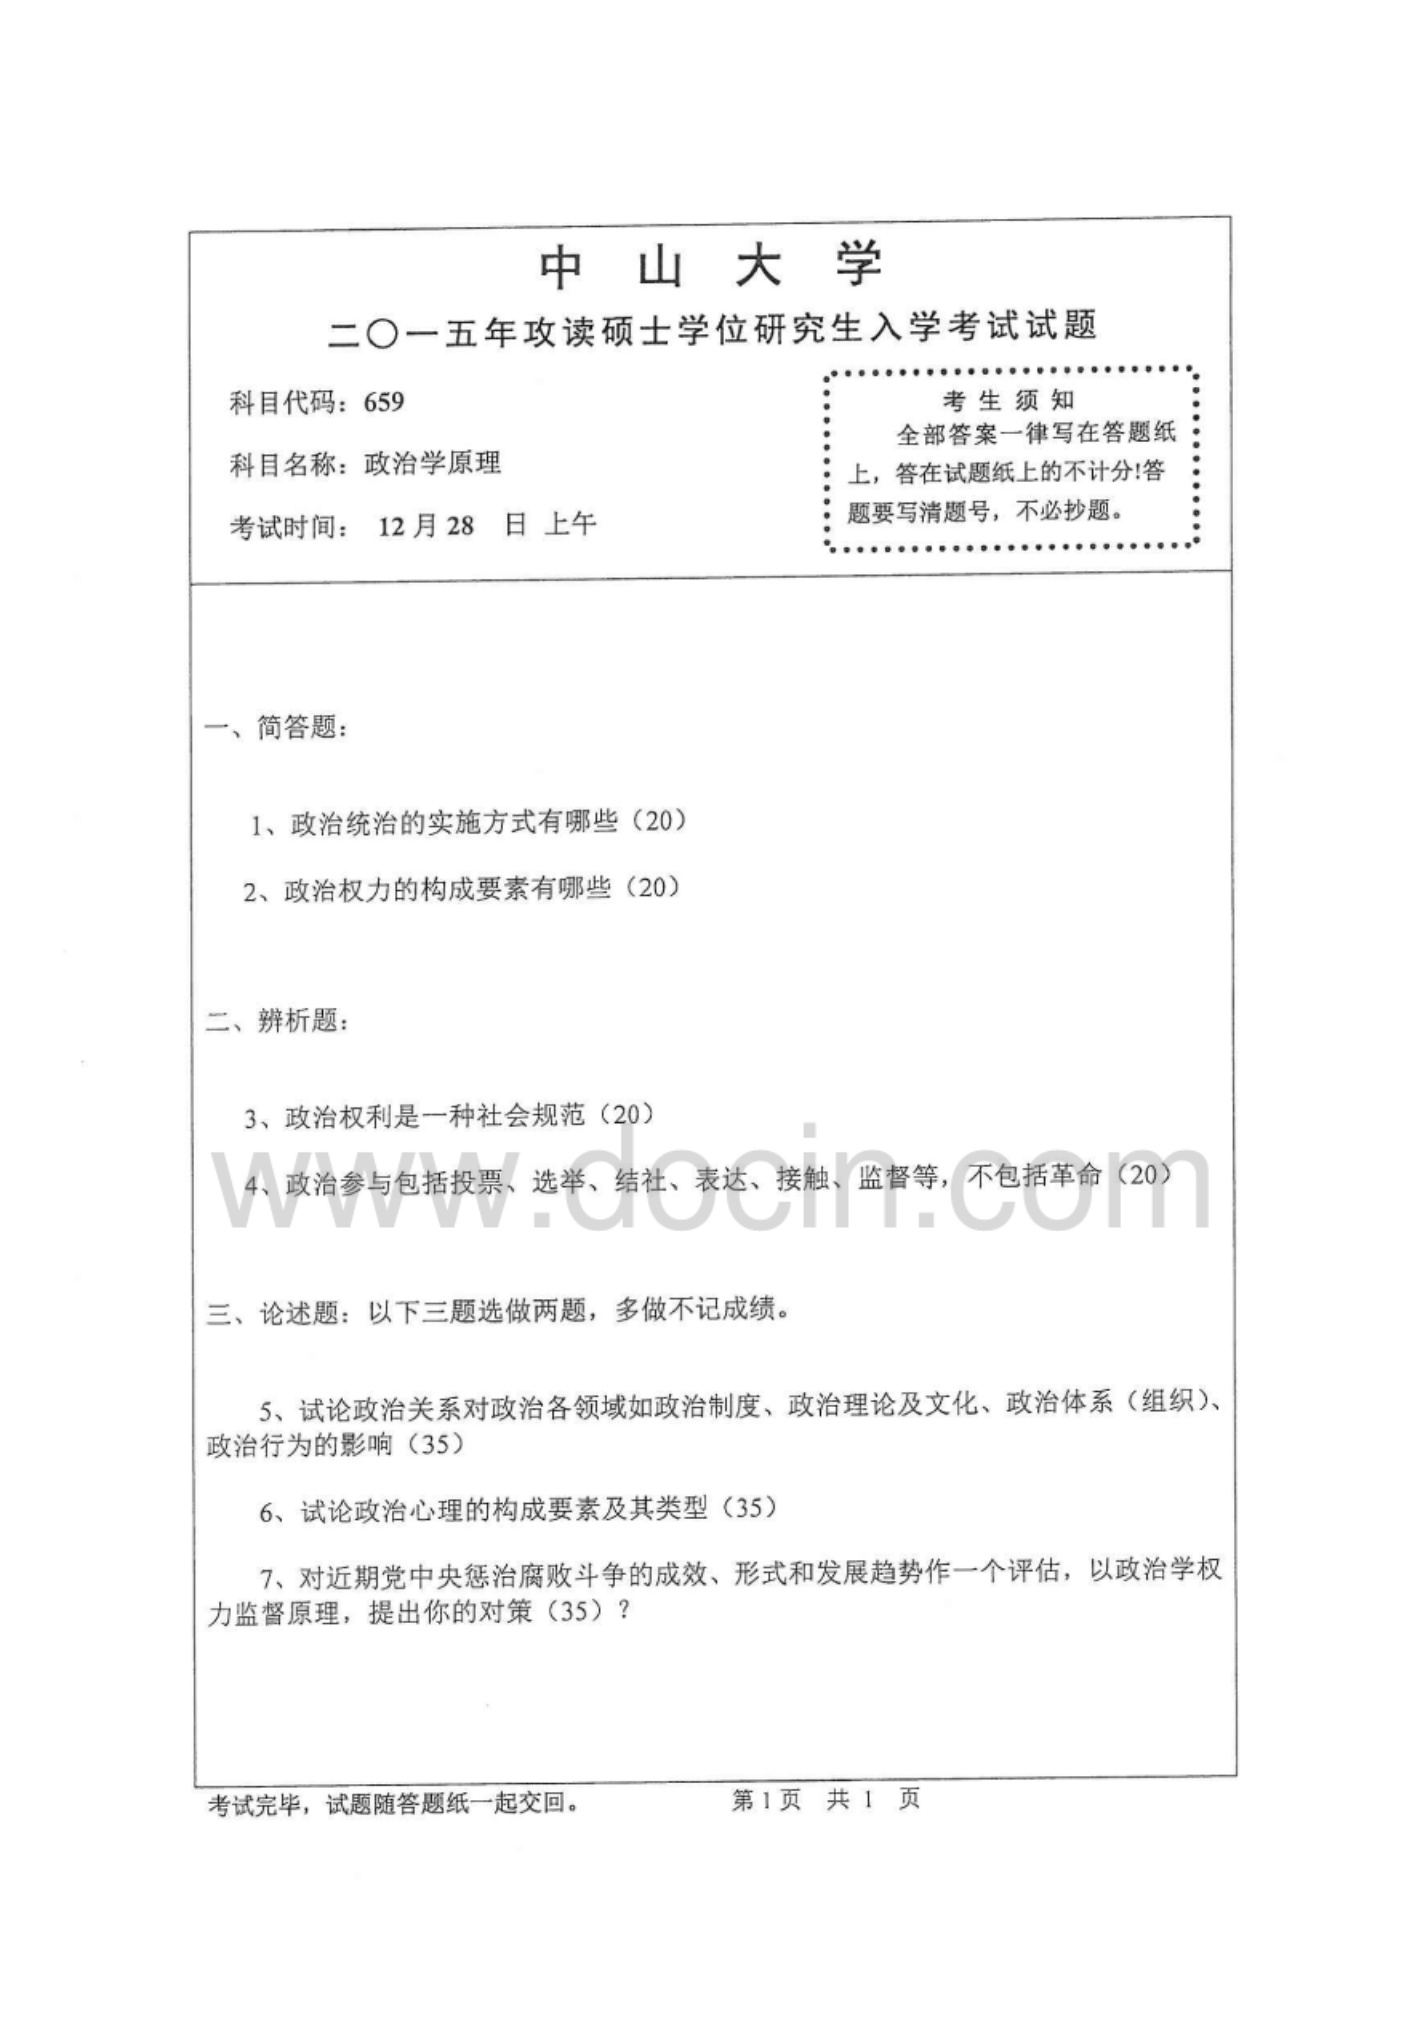 中 山 大 学
二〇一五年攻读硕士学位研究生入学考试试题
科目代码：659
科目名称：政治学原理
考试时间： 12 月 28 日 上午
考 生 须 知
全部答案一律写在答题纸
上，答在试题纸上的不计分!答
题要写清题号，不必抄题。
一、简答题：
1、政治统治的实施方式有哪些（20）
2、政治权力的构成要素有哪些（20）
二、辨析题：
3、政治权利是一种社会规范（20）
4、政治参与包括投票、选举、结社、表达、接触、监督等，不包括革命（20）
www.docin.com
三、论述题：以下三题选做两题，多做不记成绩。
5、试论政治关系对政治各领域如政治制度、政治理论及文化、政治体系（组织）、
政治行为的影响（35）
6、试论政治心理的构成要素及其类型（35）
7、对近期党中央惩治腐败斗争的成效、形式和发展趋势作一个评估，以政治学权
力监督原理，提出你的对策（35）？
考试完毕，试题随答题纸一起交回。 第 1 页 共 1 页